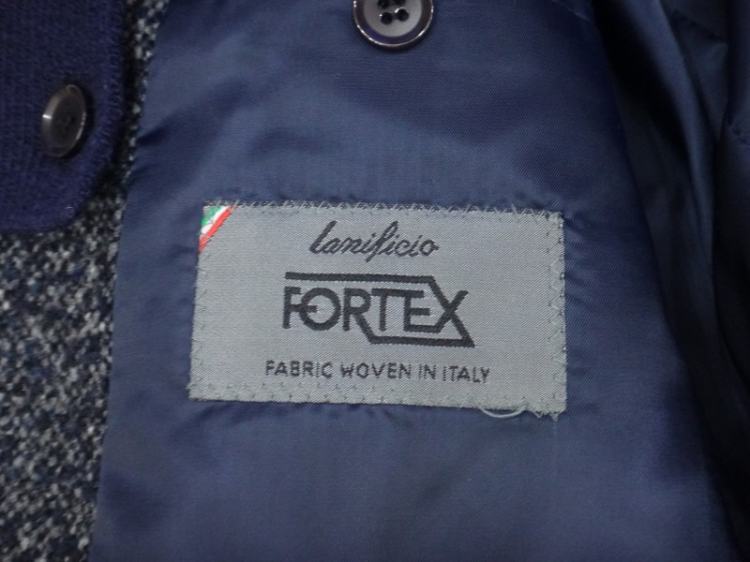 lanificio
FORTEX
FABRIC WOVEN IN ITALY